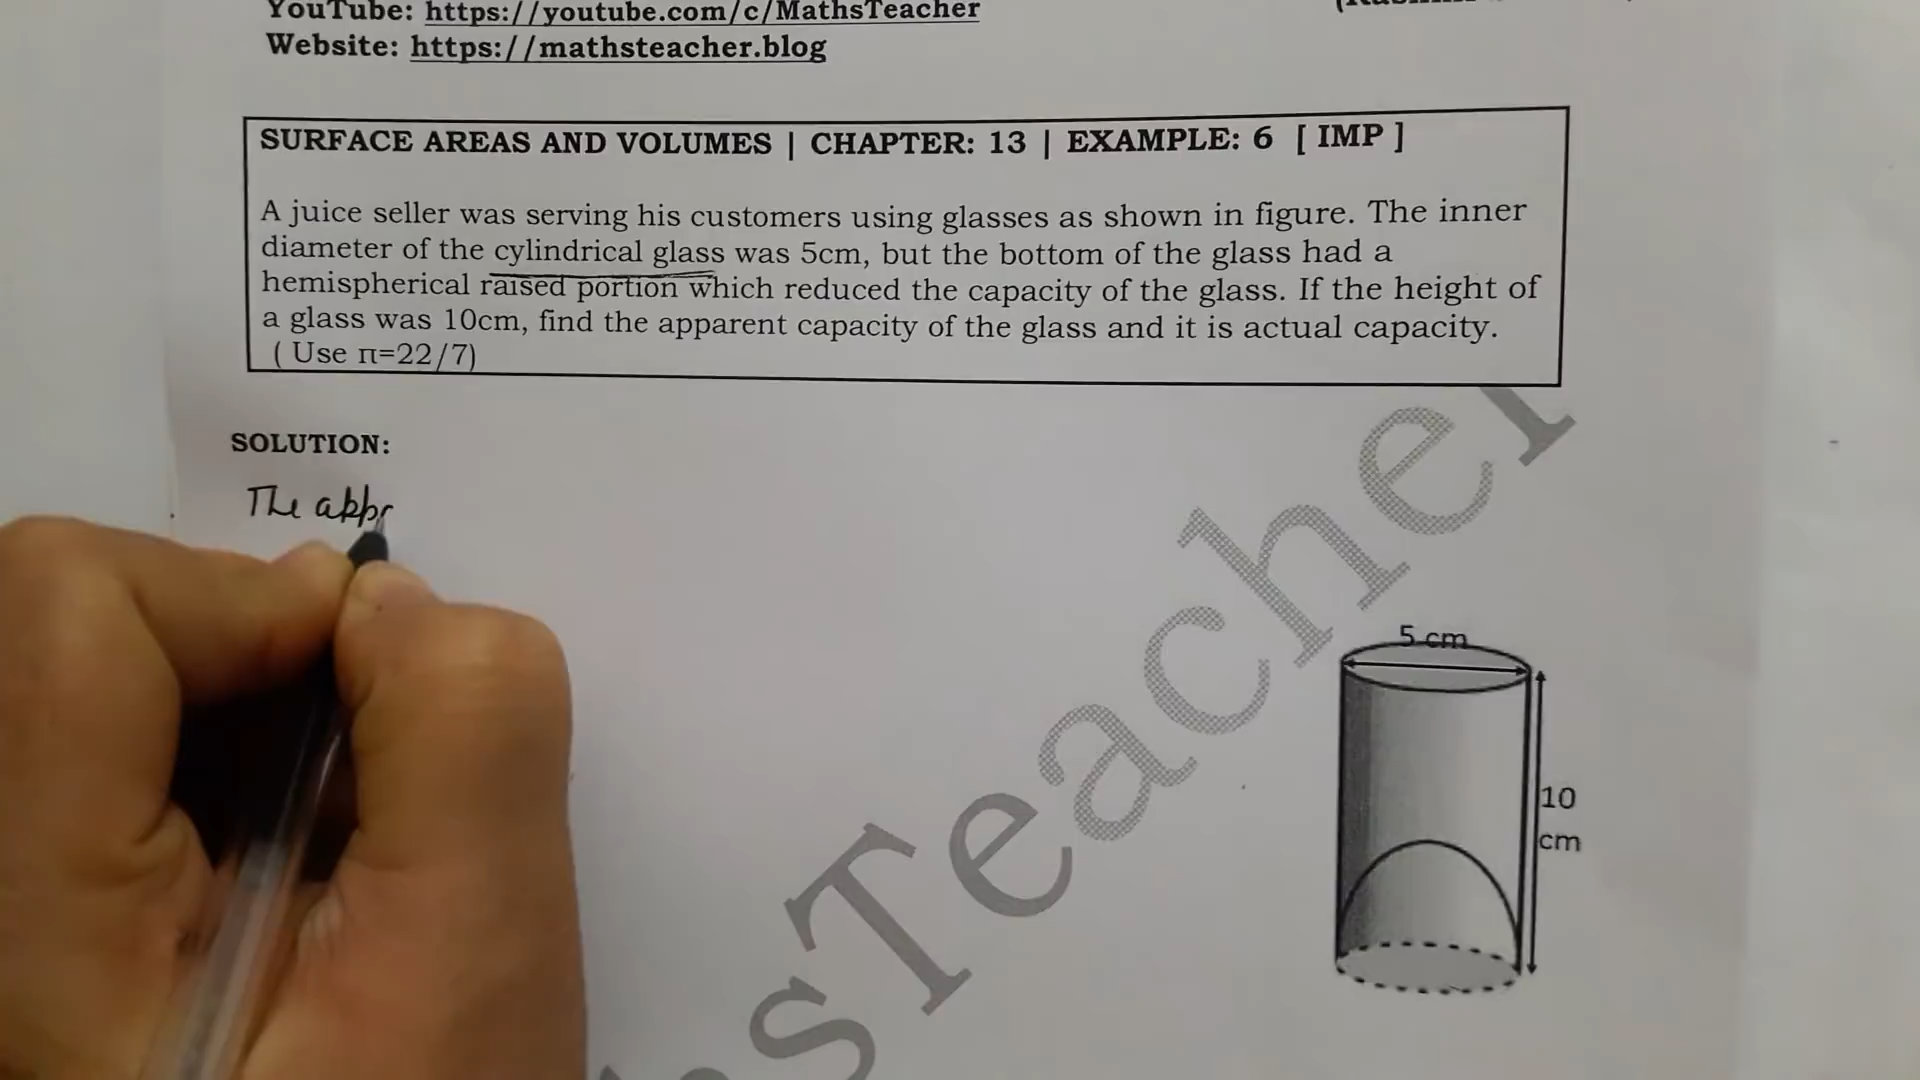 YouTube: https://youtube.com/c/MathsTeacher
Website: https://mathsteacher.blog
SURFACE AREAS AND VOLUMES | CHAPTER: 13 | EXAMPLE: 6 [ IMP ]
A juice seller was serving his customers using glasses as shown in figure. The inner
diameter of the cylindrical glass was 5cm, but the bottom of the glass had a
hemispherical raised portion which reduced the capacity of the glass. If the height of
a glass was 10cm, find the apparent capacity of the glass and it is actual capacity.
( Use π=22/7)
SOLUTION:
The appr
5 cm
10
cm
sTeacher